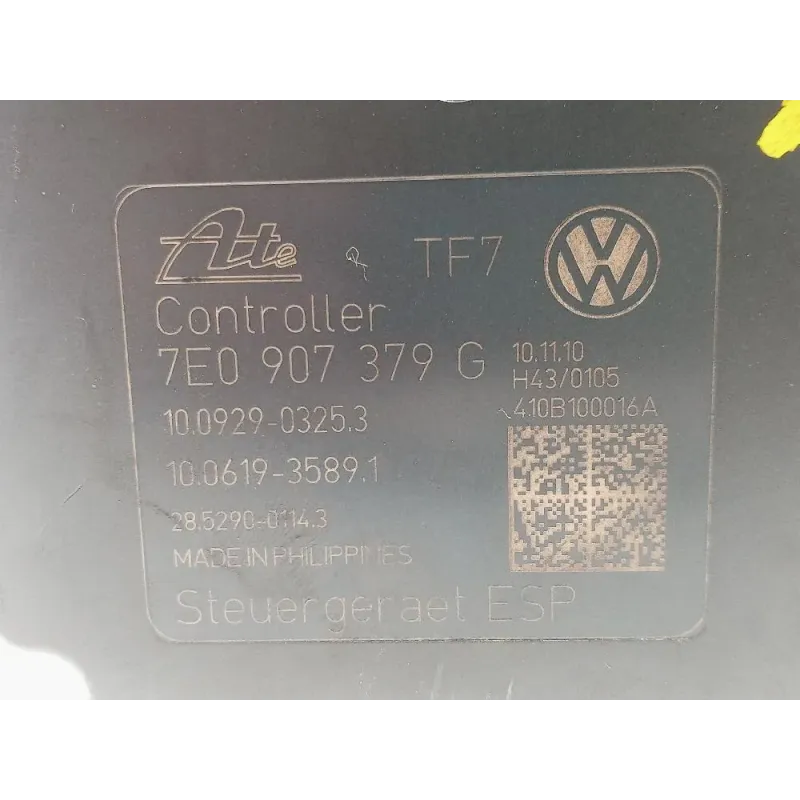 Ate TF7 VW
Controller
7E0 907 379 G
10.11.10
H43/0105
410B100016A
10.0929-0325.3
10.0619-3589.1
28.5290-0114.3
MADE IN PHILIPPINES
Steuergeraet ESP